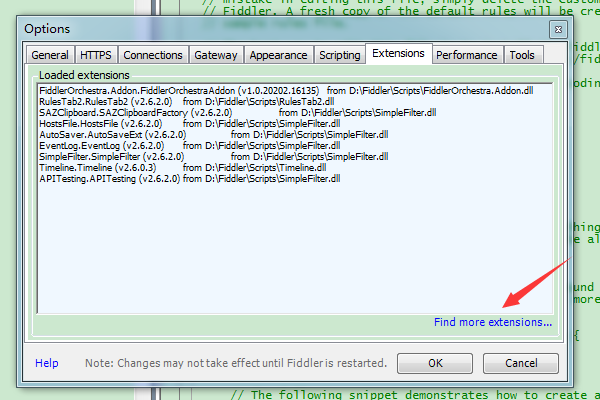 // mistake in editing this file, simply delete the Custom
// Fiddler. A fresh copy of the default rules will be cre
Options
General HTTPS Connections Gateway Appearance Scripting Extensions Performance Tools
Loaded extensions
FiddlerOrchestra.Addon.FiddlerOrchestraAddon (v1.0.20202.16135) from D:\Fiddler\Scripts\FiddlerOrchestra.Addon.dll
RulesTab2.RulesTab2 (v2.6.2.0) from D:\Fiddler\Scripts\RulesTab2.dll
SAZClipboard.SAZClipboardFactory (v2.6.2.0) from D:\Fiddler\Scripts\SimpleFilter.dll
HostsFile.HostsFile (v2.6.2.0) from D:\Fiddler\Scripts\SimpleFilter.dll
AutoSaver.AutoSaveExt (v2.6.2.0) from D:\Fiddler\Scripts\SimpleFilter.dll
EventLog.EventLog (v2.6.2.0) from D:\Fiddler\Scripts\SimpleFilter.dll
SimpleFilter.SimpleFilter (v2.6.2.0) from D:\Fiddler\Scripts\SimpleFilter.dll
Timeline.Timeline (v2.6.0.3) from D:\Fiddler\Scripts\Timeline.dll
APITesting.APITesting (v2.6.2.0) from D:\Fiddler\Scripts\SimpleFilter.dll
Find more extensions...
Help Note: Changes may not take effect until Fiddler is restarted. OK Cancel
iddl
/fid
odin
hing
e al
und
more
{
// The following snippet demonstrates how to create a